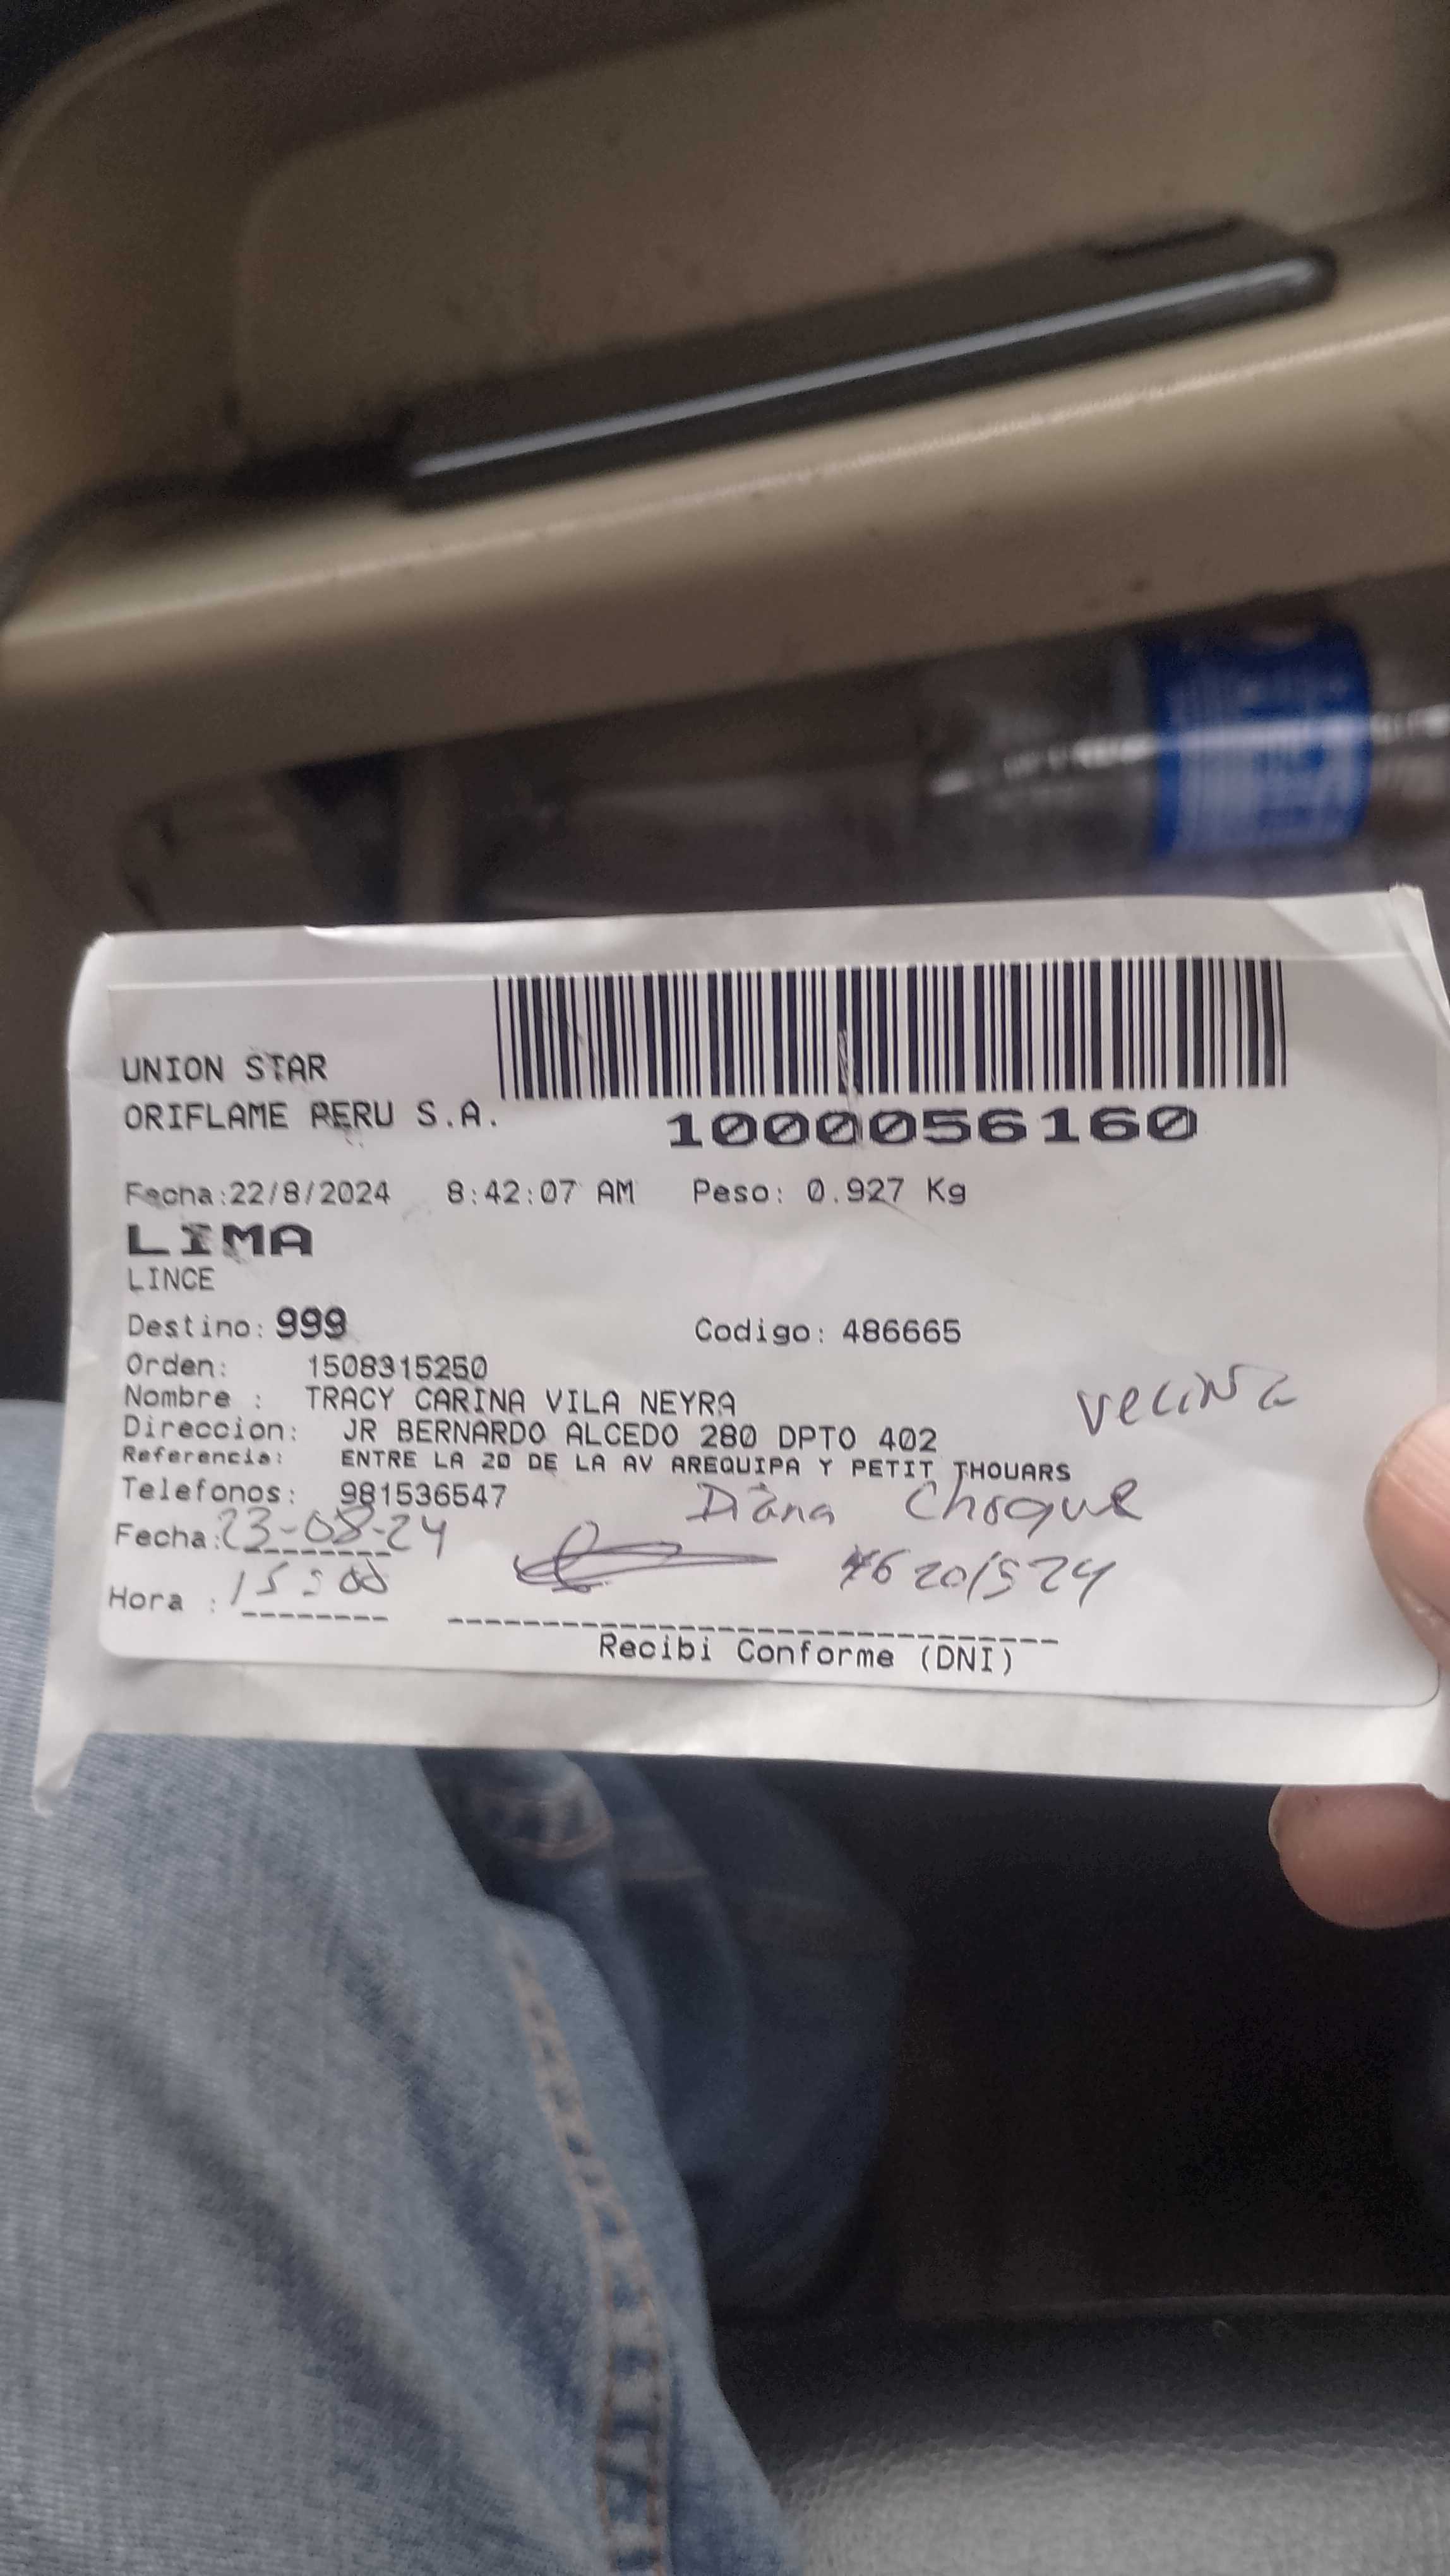 UNION STAR
ORIFLAME PERU S.A.
1000056160
Fecha:22/8/2024 8:42:07 AM Peso: 0.927 Kg
LIMA
LINCE
Destino: 999 Codigo: 486665
Orden: 1508315250
Nombre : TRACY CARINA VILA NEYRA
vecina
Direccion: JR BERNARDO ALCEDO 280 DPTO 402
Referencia: ENTRE LA 20 DE LA AV AREQUIPA Y PETIT THOUARS
Telefonos: 981536547 Diana Choque
Fecha: 23-08-24
46201524
Hora : 15:00
Recibi Conforme (DNI)